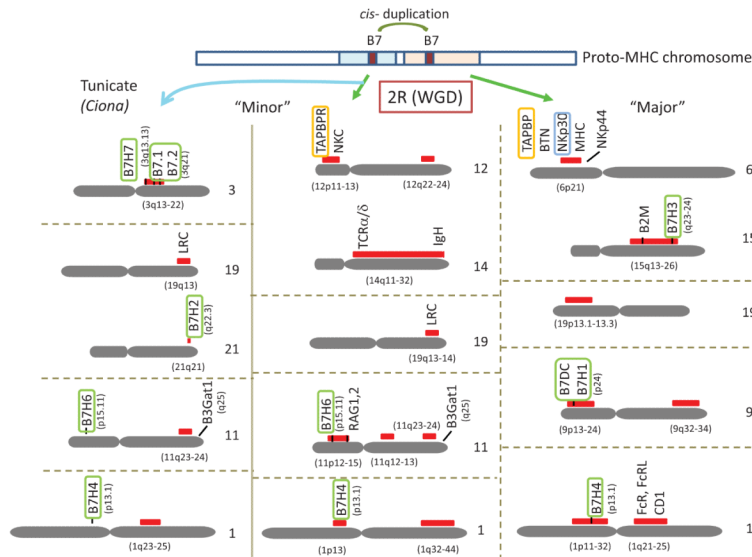 cis- duplication
B7 B7
Proto-MHC chromosome
Tunicate
(Ciona)
"Minor"
2R (WGD)
"Major"
B7H7
(3q13.13)
B7.1
B7.2
(3q21)
(3q13-22)
3
TAPBPR
NKC
(12p11-13)
(12q22-24)
12
TAPBP
BTN
NKp30
MHC
NKp44
(6p21)
6
LRC
(19q13)
19
TCRα/δ
IgH
(14q11-32)
14
B2M
B7H3
(q23-24)
(15q13-26)
15
B7H2
(q22.3)
(21q21)
21
LRC
(19q13-14)
19
(19p13.1-13.3)
19
B7H6
(p15.11)
B3Gat1
(q25)
(11q23-24)
11
B7H6
(p15.11)
RAG1,2
(11q23-24)
B3Gat1
(q25)
(11p12-15)
(11q12-13)
11
B7DC
B7H1
(p24)
(9p13-24)
(9q32-34)
9
B7H4
(p13.1)
(1q23-25)
1
B7H4
(p13.1)
(1p13)
(1q32-44)
1
B7H4
(p13.1)
FcR, FcRL
CD1
(1p11-32)
(1q21-25)
1